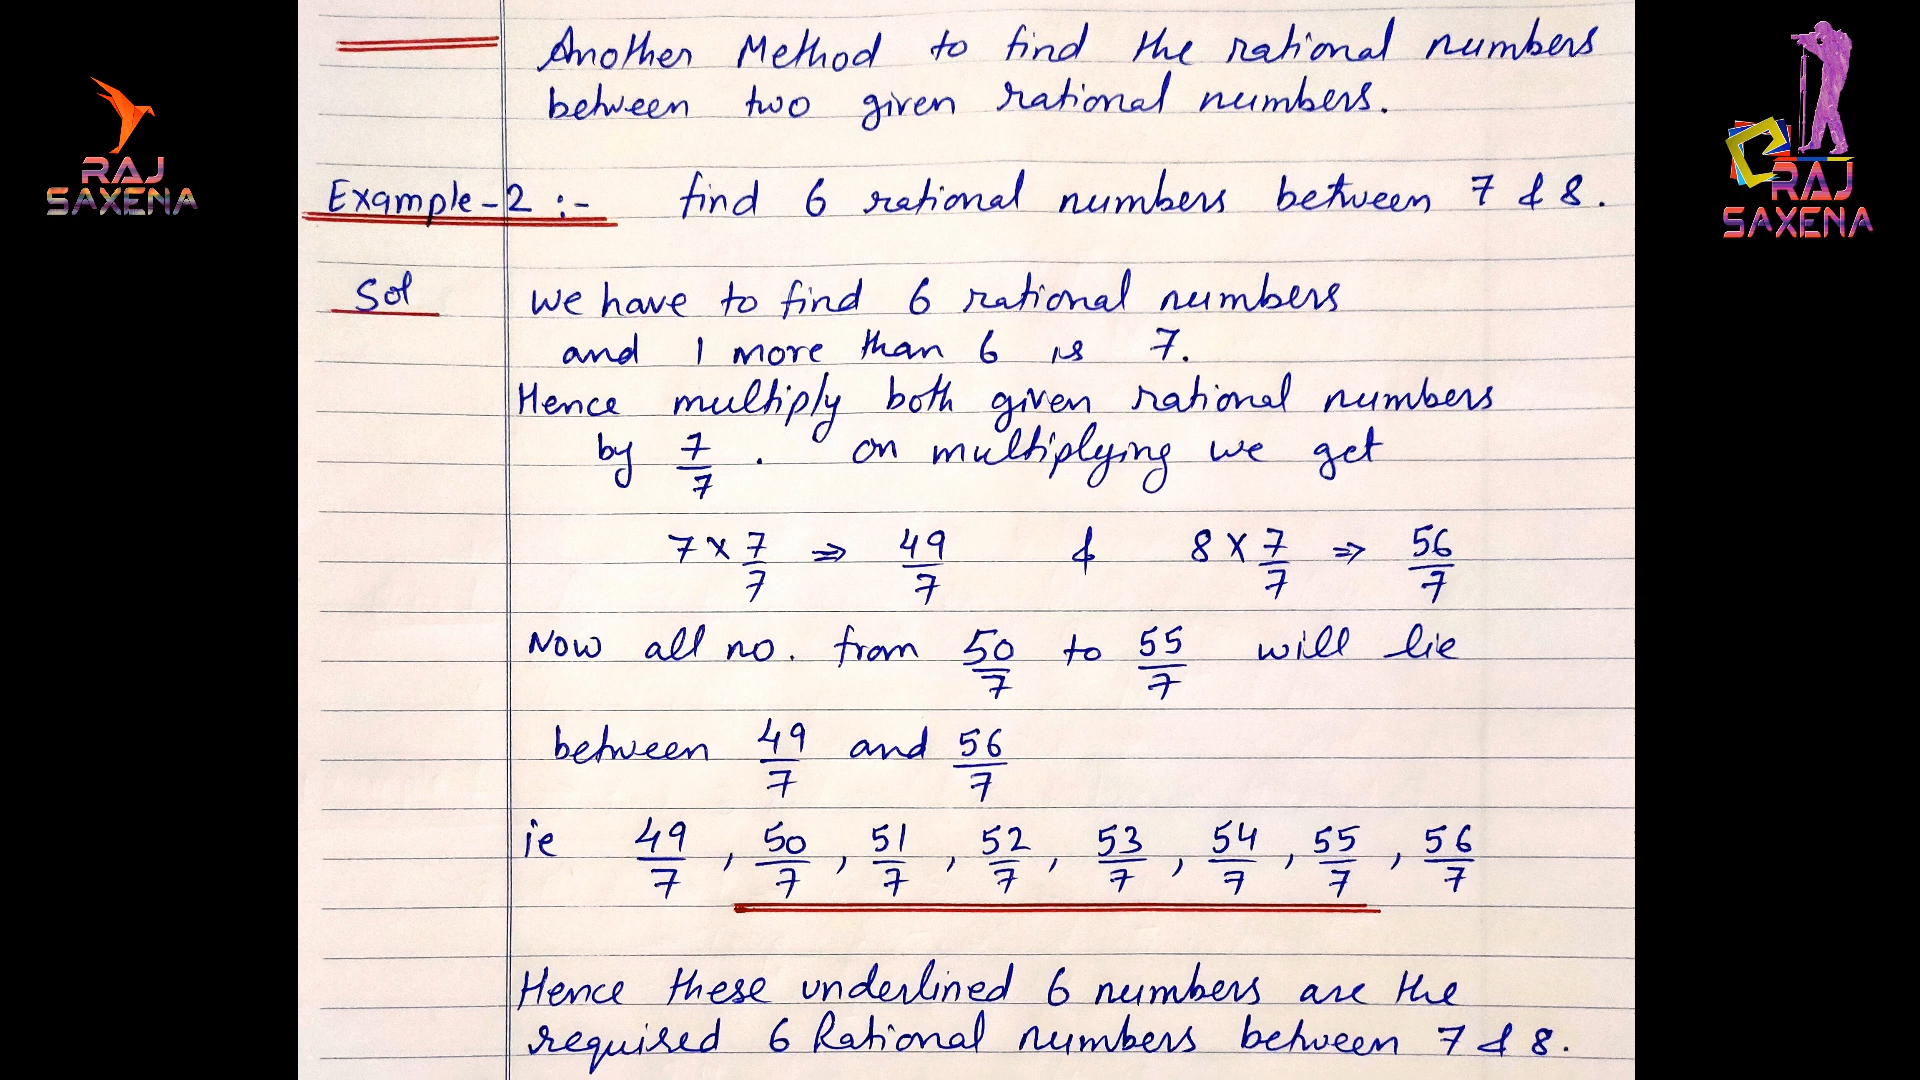 Another Method to find the rational numbers
between two given rational numbers.
RAJ
SAXENA
RAJ
SAXENA
Example-2 :- find 6 rational numbers between 7 & 8.
Sol We have to find 6 rational numbers
and 1 more than 6 is 7.
Hence multiply both given rational numbers
by 7/7 . on multiplying we get
7 × 7/7 ⇒ 49/7 & 8 × 7/7 ⇒ 56/7
Now all no. from 50/7 to 55/7 will lie
between 49/7 and 56/7
ie 49/7 , 50/7 , 51/7 , 52/7 , 53/7 , 54/7 , 55/7 , 56/7
Hence these underlined 6 numbers are the
required 6 Rational numbers between 7 & 8.